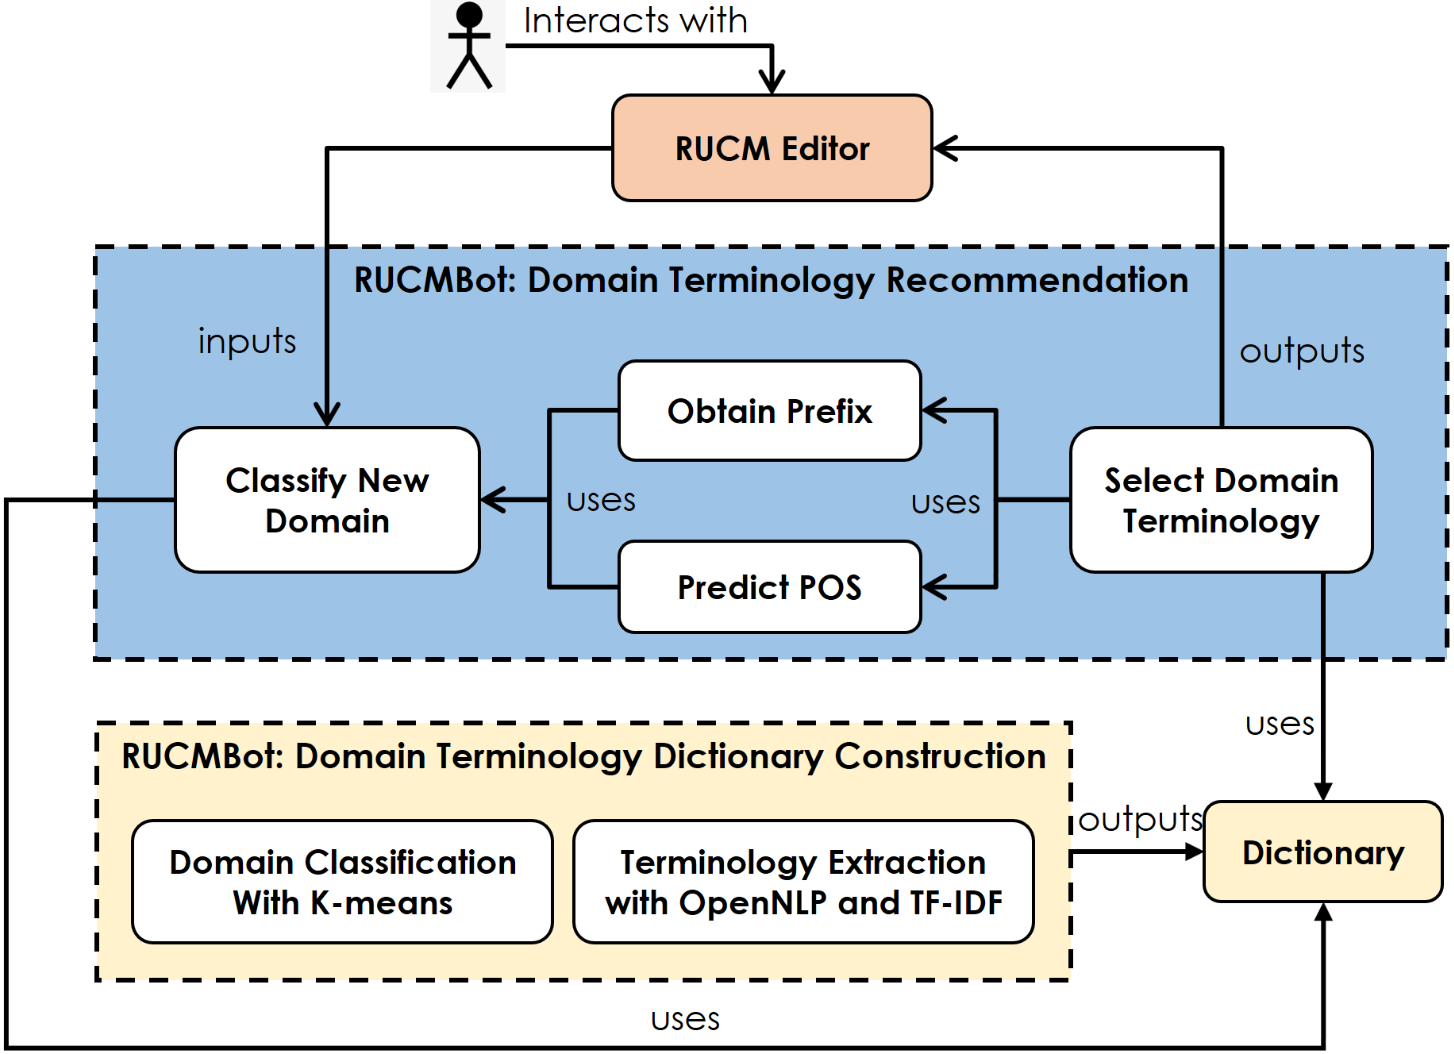 Interacts with
RUCM Editor
RUCMBot: Domain Terminology Recommendation
inputs
outputs
Obtain Prefix
Classify New
Domain
uses
uses
Select Domain
Terminology
Predict POS
uses
RUCMBot: Domain Terminology Dictionary Construction
outputs
Domain Classification
With K-means
Terminology Extraction
with OpenNLP and TF-IDF
Dictionary
uses